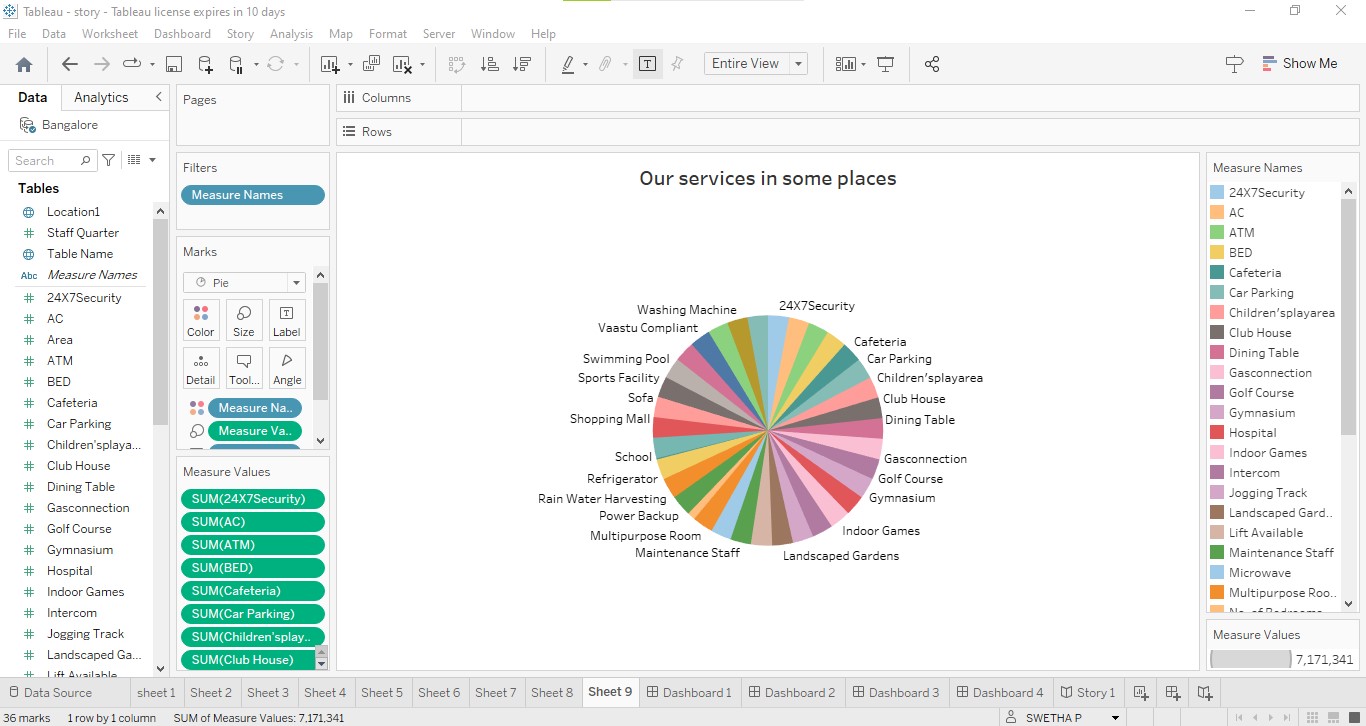 Tableau - story - Tableau license expires in 10 days
File Data Worksheet Dashboard Story Analysis Map Format Server Window Help
Entire View
Show Me
Data Analytics
Bangalore
Search
Tables
Location1
Staff Quarter
Table Name
Abc Measure Names
24X7Security
AC
Area
ATM
BED
Cafeteria
Car Parking
Children'splaya...
Club House
Dining Table
Gasconnection
Golf Course
Gymnasium
Hospital
Indoor Games
Intercom
Jogging Track
Landscaped Ga...
Lift Available
Pages
Filters
Measure Names
Marks
Pie
Color Size Label
Detail Tool... Angle
Measure Na..
Measure Va..
Measure Values
SUM(24X7Security)
SUM(AC)
SUM(ATM)
SUM(BED)
SUM(Cafeteria)
SUM(Car Parking)
SUM(Children'splay..
SUM(Club House)
Columns
Rows
Our services in some places
24X7Security
Washing Machine
Vaastu Compliant
Cafeteria
Swimming Pool
Car Parking
Sports Facility
Children'splayarea
Sofa
Club House
Shopping Mall
Dining Table
School
Gasconnection
Refrigerator
Golf Course
Rain Water Harvesting
Gymnasium
Power Backup
Multipurpose Room
Indoor Games
Maintenance Staff
Landscaped Gardens
Measure Names
24X7Security
AC
ATM
BED
Cafeteria
Car Parking
Children'splayarea
Club House
Dining Table
Gasconnection
Golf Course
Gymnasium
Hospital
Indoor Games
Intercom
Jogging Track
Landscaped Gard..
Lift Available
Maintenance Staff
Microwave
Multipurpose Roo..
No. of Bedrooms
Measure Values
7,171,341
Data Source sheet 1 Sheet 2 Sheet 3 Sheet 4 Sheet 5 Sheet 6 Sheet 7 Sheet 8 Sheet 9 Dashboard 1 Dashboard 2 Dashboard 3 Dashboard 4 Story 1
36 marks 1 row by 1 column SUM of Measure Values: 7,171,341 SWETHA P